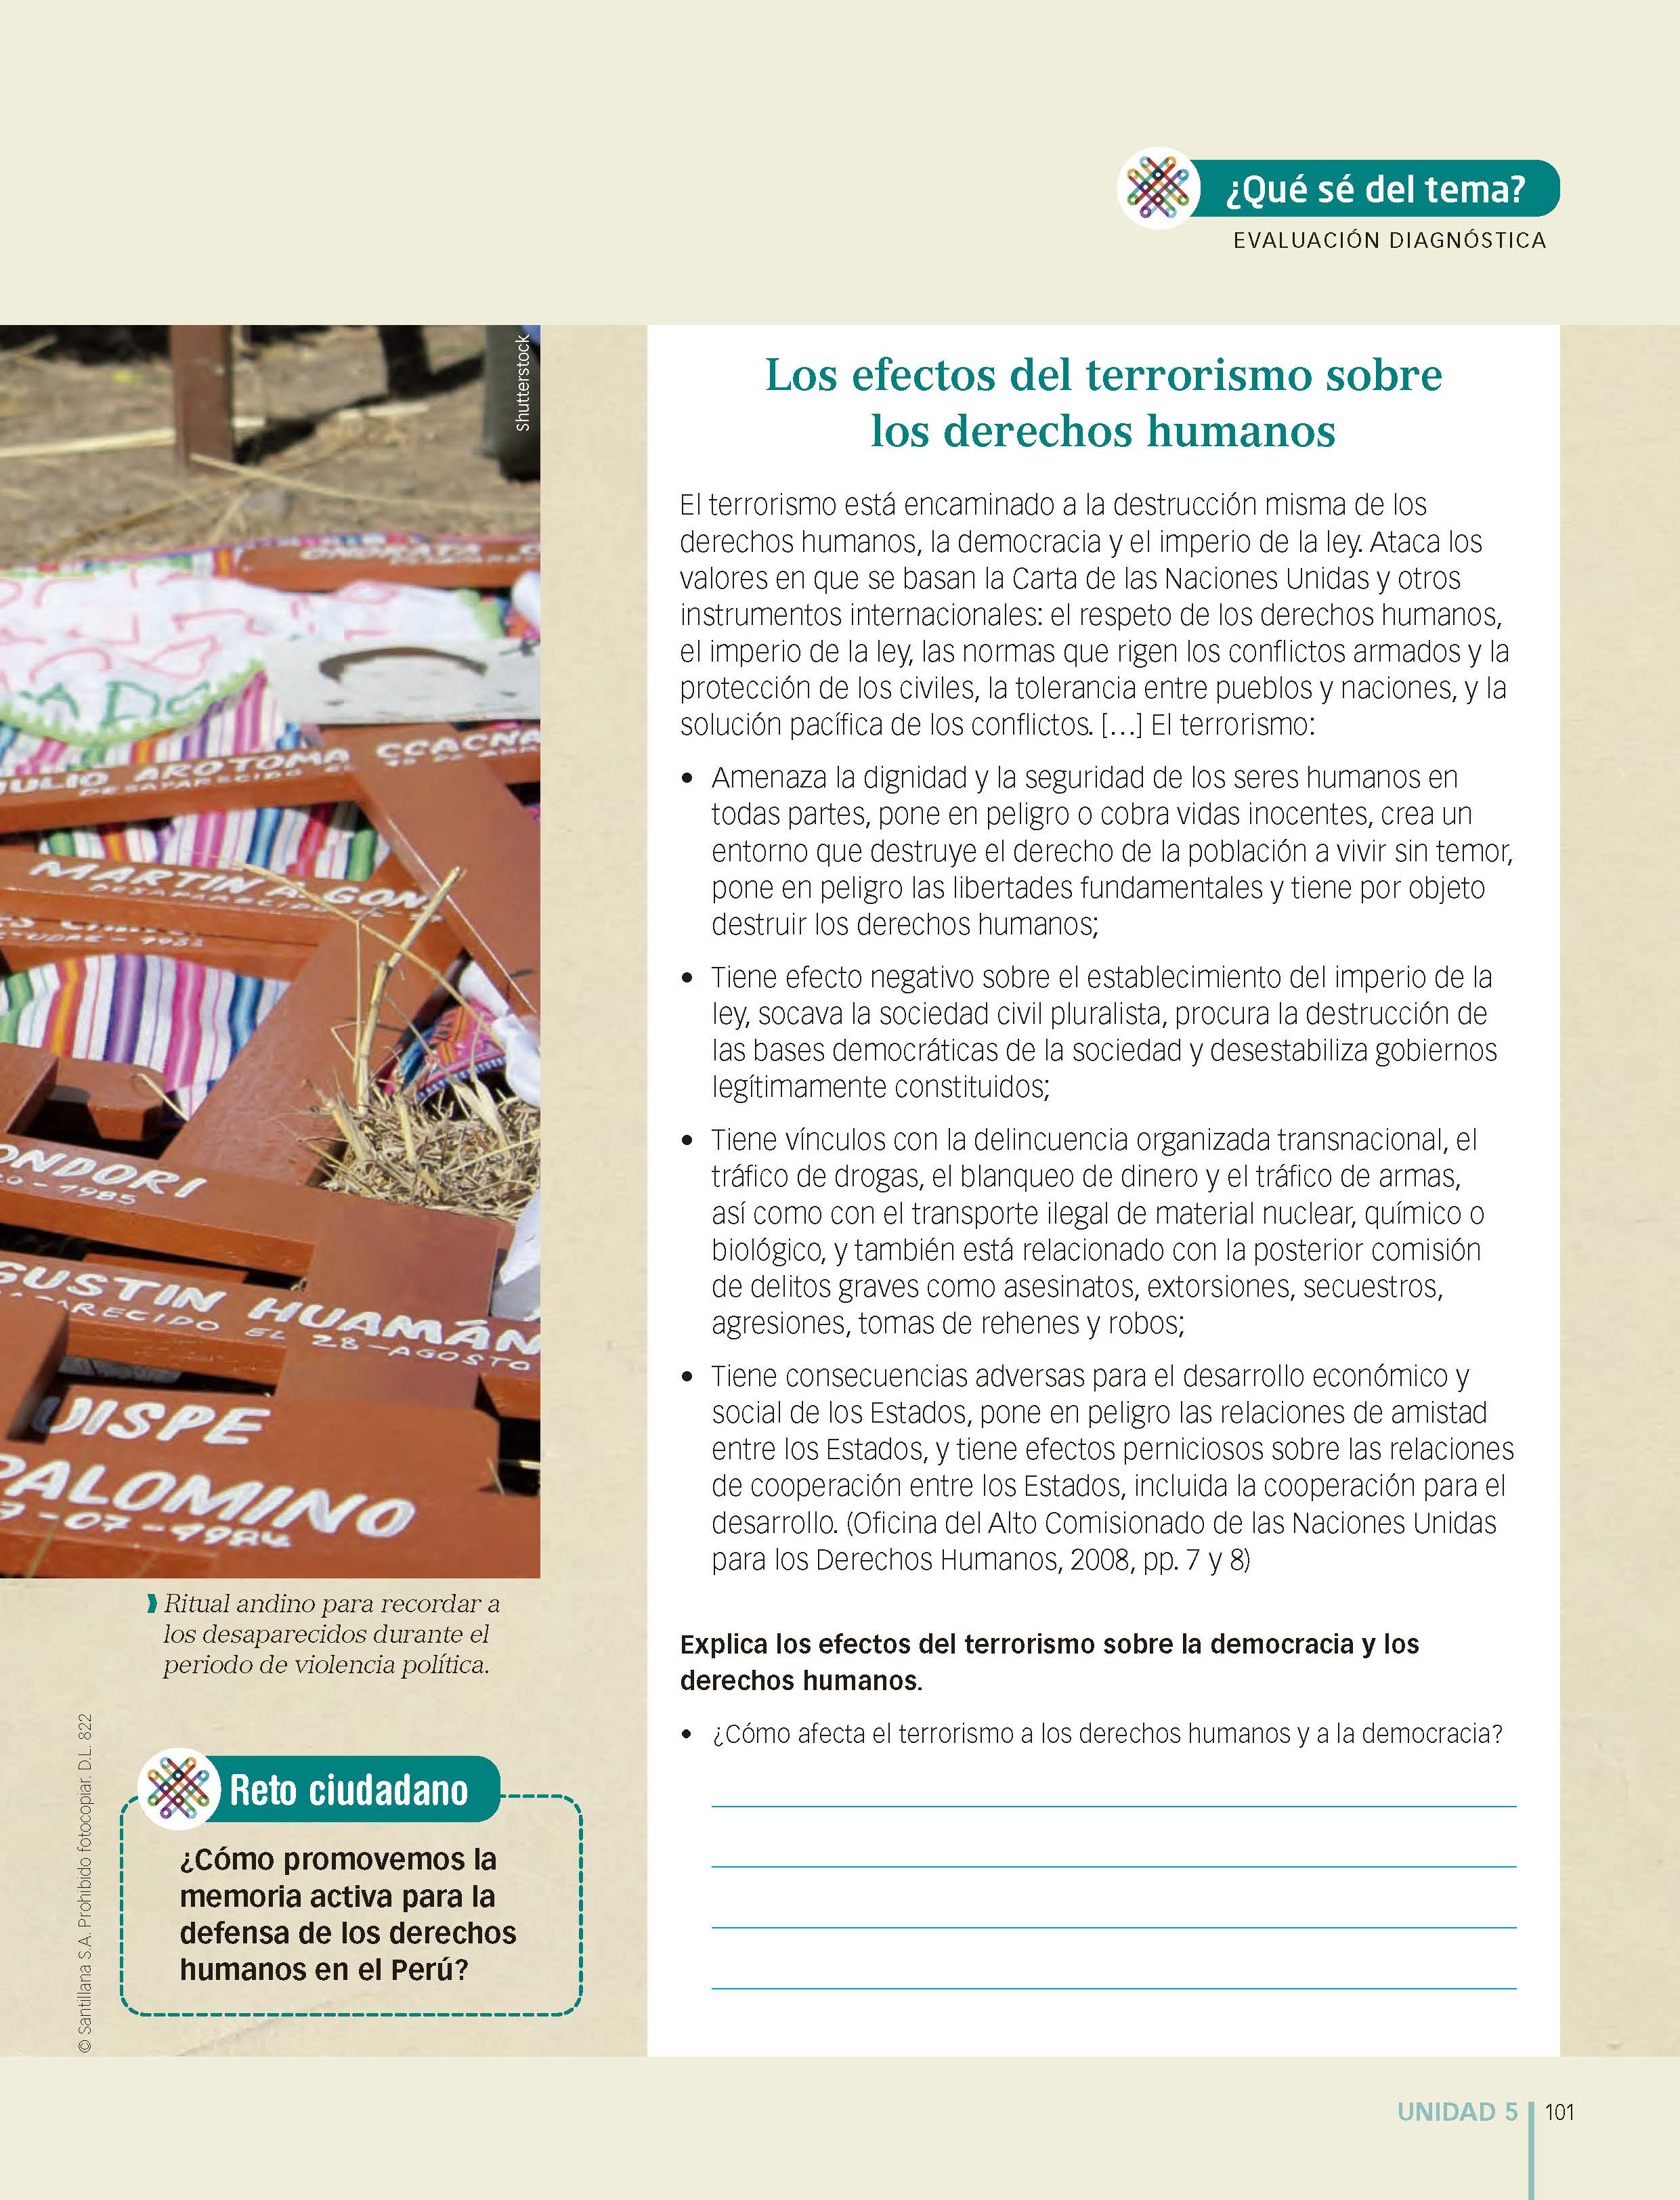 ¿Qué sé del tema?
EVALUACIÓN DIAGNÓSTICA
Shutterstock
JULIO AROTOMA CCACÑA
DESAPARECIDO EL
MARTIN A. GON
DESAPARECIDO
ONDORI
1985
GUSTIN HUAMÁN
EL 28-AGOSTO
UISPE
PALOMINO
-07-1984
Ritual andino para recordar a
los desaparecidos durante el
periodo de violencia política.
© Santillana S.A. Prohibido fotocopiar. D.L. 822
Reto ciudadano
¿Cómo promovemos la
memoria activa para la
defensa de los derechos
humanos en el Perú?
Los efectos del terrorismo sobre
los derechos humanos
El terrorismo está encaminado a la destrucción misma de los
derechos humanos, la democracia y el imperio de la ley. Ataca los
valores en que se basan la Carta de las Naciones Unidas y otros
instrumentos internacionales: el respeto de los derechos humanos,
el imperio de la ley, las normas que rigen los conflictos armados y la
protección de los civiles, la tolerancia entre pueblos y naciones, y la
solución pacífica de los conflictos. […] El terrorismo:
• Amenaza la dignidad y la seguridad de los seres humanos en
todas partes, pone en peligro o cobra vidas inocentes, crea un
entorno que destruye el derecho de la población a vivir sin temor,
pone en peligro las libertades fundamentales y tiene por objeto
destruir los derechos humanos;
• Tiene efecto negativo sobre el establecimiento del imperio de la
ley, socava la sociedad civil pluralista, procura la destrucción de
las bases democráticas de la sociedad y desestabiliza gobiernos
legítimamente constituidos;
• Tiene vínculos con la delincuencia organizada transnacional, el
tráfico de drogas, el blanqueo de dinero y el tráfico de armas,
así como con el transporte ilegal de material nuclear, químico o
biológico, y también está relacionado con la posterior comisión
de delitos graves como asesinatos, extorsiones, secuestros,
agresiones, tomas de rehenes y robos;
• Tiene consecuencias adversas para el desarrollo económico y
social de los Estados, pone en peligro las relaciones de amistad
entre los Estados, y tiene efectos perniciosos sobre las relaciones
de cooperación entre los Estados, incluida la cooperación para el
desarrollo. (Oficina del Alto Comisionado de las Naciones Unidas
para los Derechos Humanos, 2008, pp. 7 y 8)
Explica los efectos del terrorismo sobre la democracia y los
derechos humanos.
• ¿Cómo afecta el terrorismo a los derechos humanos y a la democracia?
UNIDAD 5 101